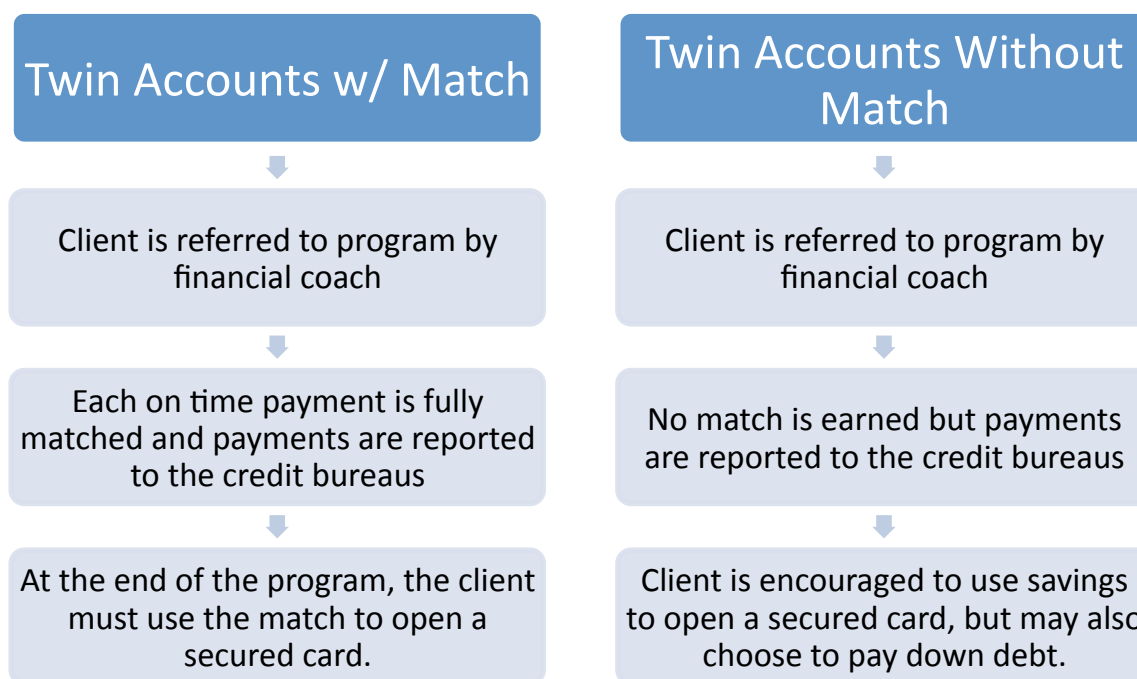 Twin Accounts w/ Match
Client is referred to program by
financial coach
Each on time payment is fully
matched and payments are reported
to the credit bureaus
At the end of the program, the client
must use the match to open a
secured card.
Twin Accounts Without
Match
Client is referred to program by
financial coach
No match is earned but payments
are reported to the credit bureaus
Client is encouraged to use savings
to open a secured card, but may also
choose to pay down debt.